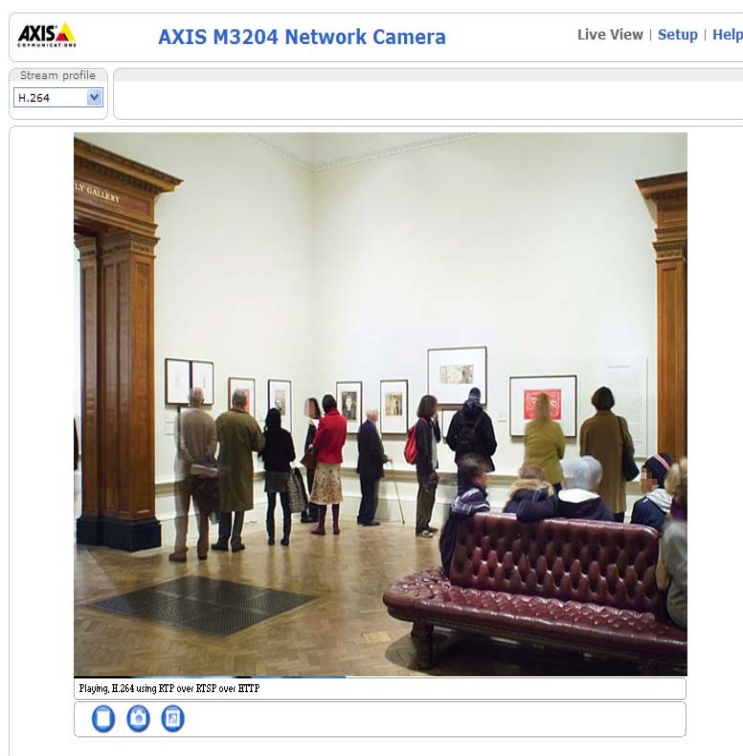 AXIS
COMMUNICATIONS
AXIS M3204 Network Camera
Live View | Setup | Help
Stream profile
H.264
LY GALLERY
Playing, H.264 using RTP over RTSP over HTTP